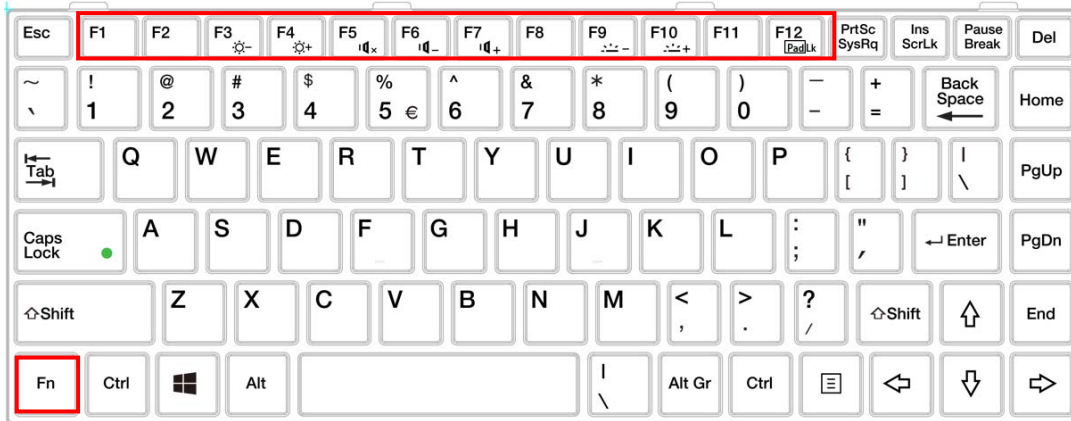 Esc F1 F2 F3 F4 F5 F6 F7 F8 F9 F10 F11 F12 PrtSc Ins Pause Del
PadLk SysRq ScrLk Break
~ ! @ # $ % ^ & * ( ) — + Back Home
` 1 2 3 4 5 € 6 7 8 9 0 - = Space
Tab Q W E R T Y U I O P { } | PgUp
[ ] \
Caps A S D F G H J K L : " Enter PgDn
Lock ; ,
Shift Z X C V B N M < > ? Shift End
, . /
Fn Ctrl Alt | Alt Gr Ctrl
\